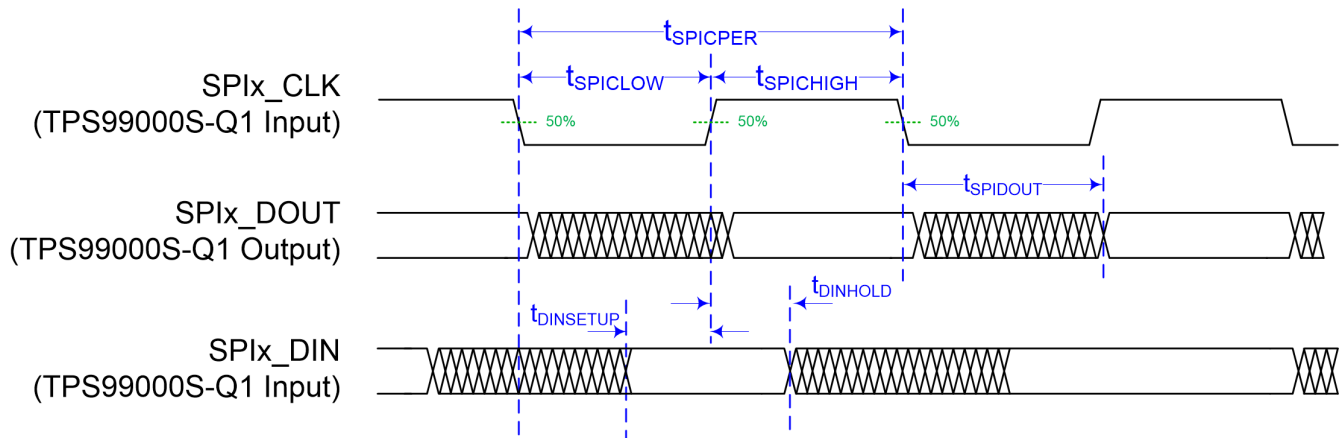 tSPICPER
tSPICLOW
tSPICHIGH
SPIx_CLK
(TPS99000S-Q1 Input)
50%
50%
50%
tSPIDOUT
SPIx_DOUT
(TPS99000S-Q1 Output)
tDINHOLD
tDINSETUP
SPIx_DIN
(TPS99000S-Q1 Input)